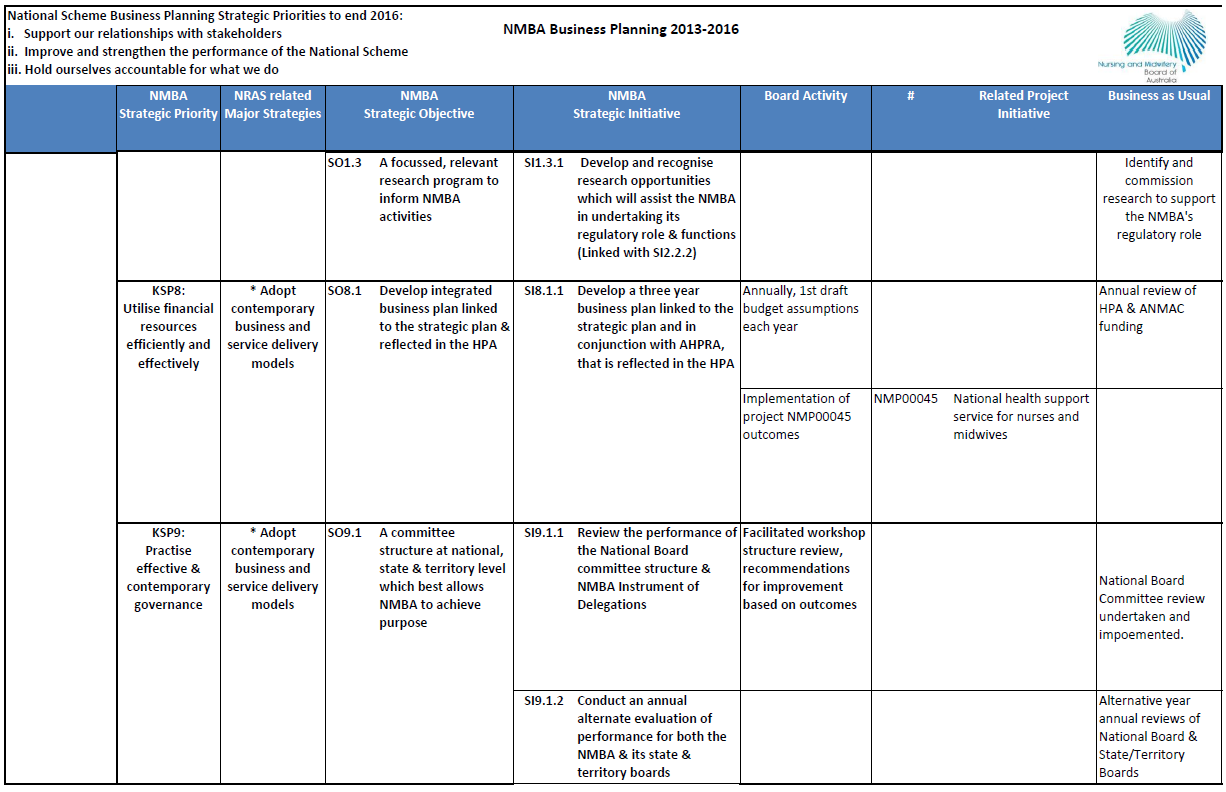 National Scheme Business Planning Strategic Priorities to end 2016:
i. Support our relationships with stakeholders
ii. Improve and strengthen the performance of the National Scheme
iii. Hold ourselves accountable for what we do
NMBA Business Planning 2013-2016
Nursing and Midwifery
Board of
Australia
NMBA
Strategic Priority
NRAS related
Major Strategies
NMBA
Strategic Objective
NMBA
Strategic Initiative
Board Activity
#
Related Project
Initiative
Business as Usual
SO1.3 A focussed, relevant
research program to
inform NMBA
activities
SI1.3.1 Develop and recognise
research opportunities
which will assist the NMBA
in undertaking its
regulatory role & functions
(Linked with SI2.2.2)
Identify and
commission
research to support
the NMBA's
regulatory role
KSP8:
Utilise financial
resources
efficiently and
effectively
* Adopt
contemporary
business and
service delivery
models
SO8.1 Develop integrated
business plan linked
to the strategic plan &
reflected in the HPA
SI8.1.1 Develop a three year
business plan linked to the
strategic plan and in
conjunction with AHPRA,
that is reflected in the HPA
Annually, 1st draft
budget assumptions
each year
Annual review of
HPA & ANMAC
funding
Implementation of
project NMP00045
outcomes
NMP00045 National health support
service for nurses and
midwives
KSP9:
Practise
effective &
contemporary
governance
* Adopt
contemporary
business and
service delivery
models
SO9.1 A committee
structure at national,
state & territory level
which best allows
NMBA to achieve
purpose
SI9.1.1 Review the performance of
the National Board
committee structure &
NMBA Instrument of
Delegations
Facilitated workshop
structure review,
recommendations
for improvement
based on outcomes
National Board
Committee review
undertaken and
impoemented.
SI9.1.2 Conduct an annual
alternate evaluation of
performance for both the
NMBA & its state &
territory boards
Alternative year
annual reviews of
National Board &
State/Territory
Boards